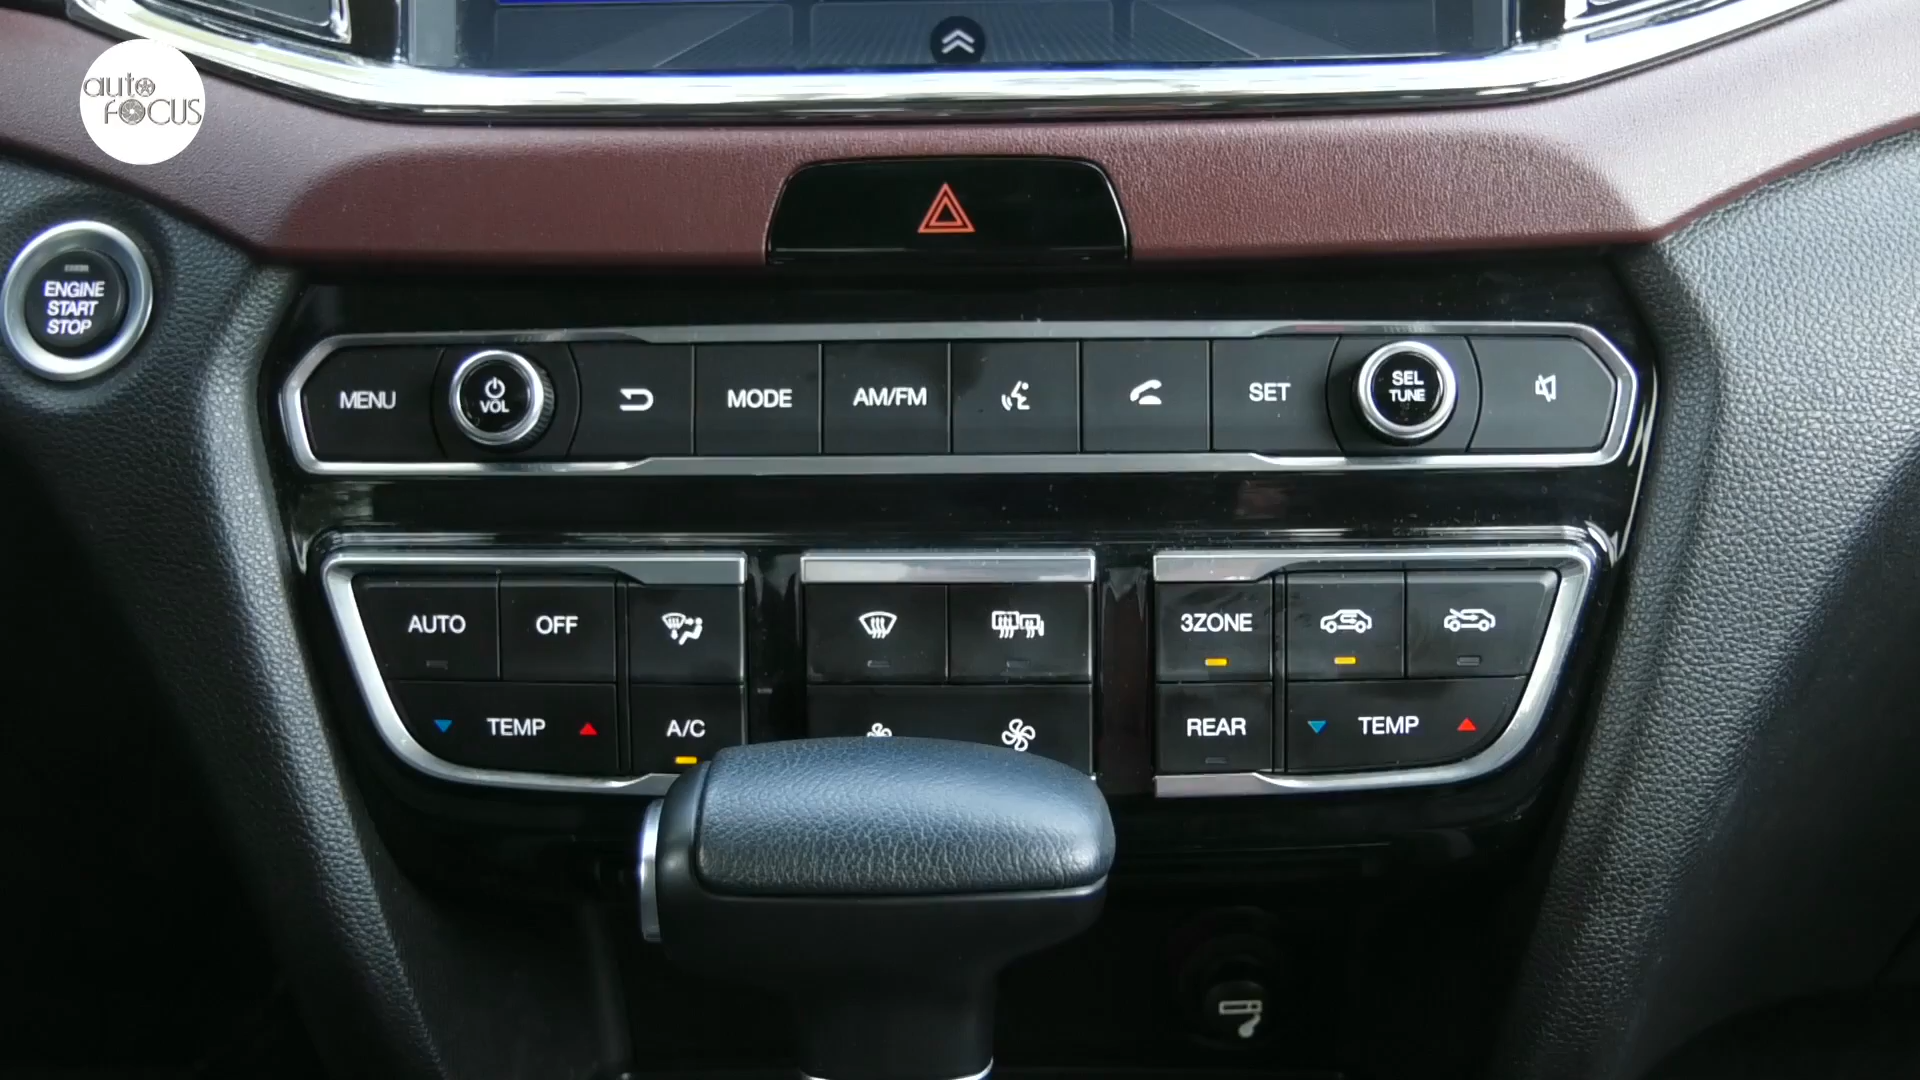 auto
FOCUS
ENGINE
START
STOP
MENU
VOL
MODE
AM/FM
SET
SEL
TUNE
AUTO
OFF
3ZONE
TEMP
A/C
REAR
TEMP